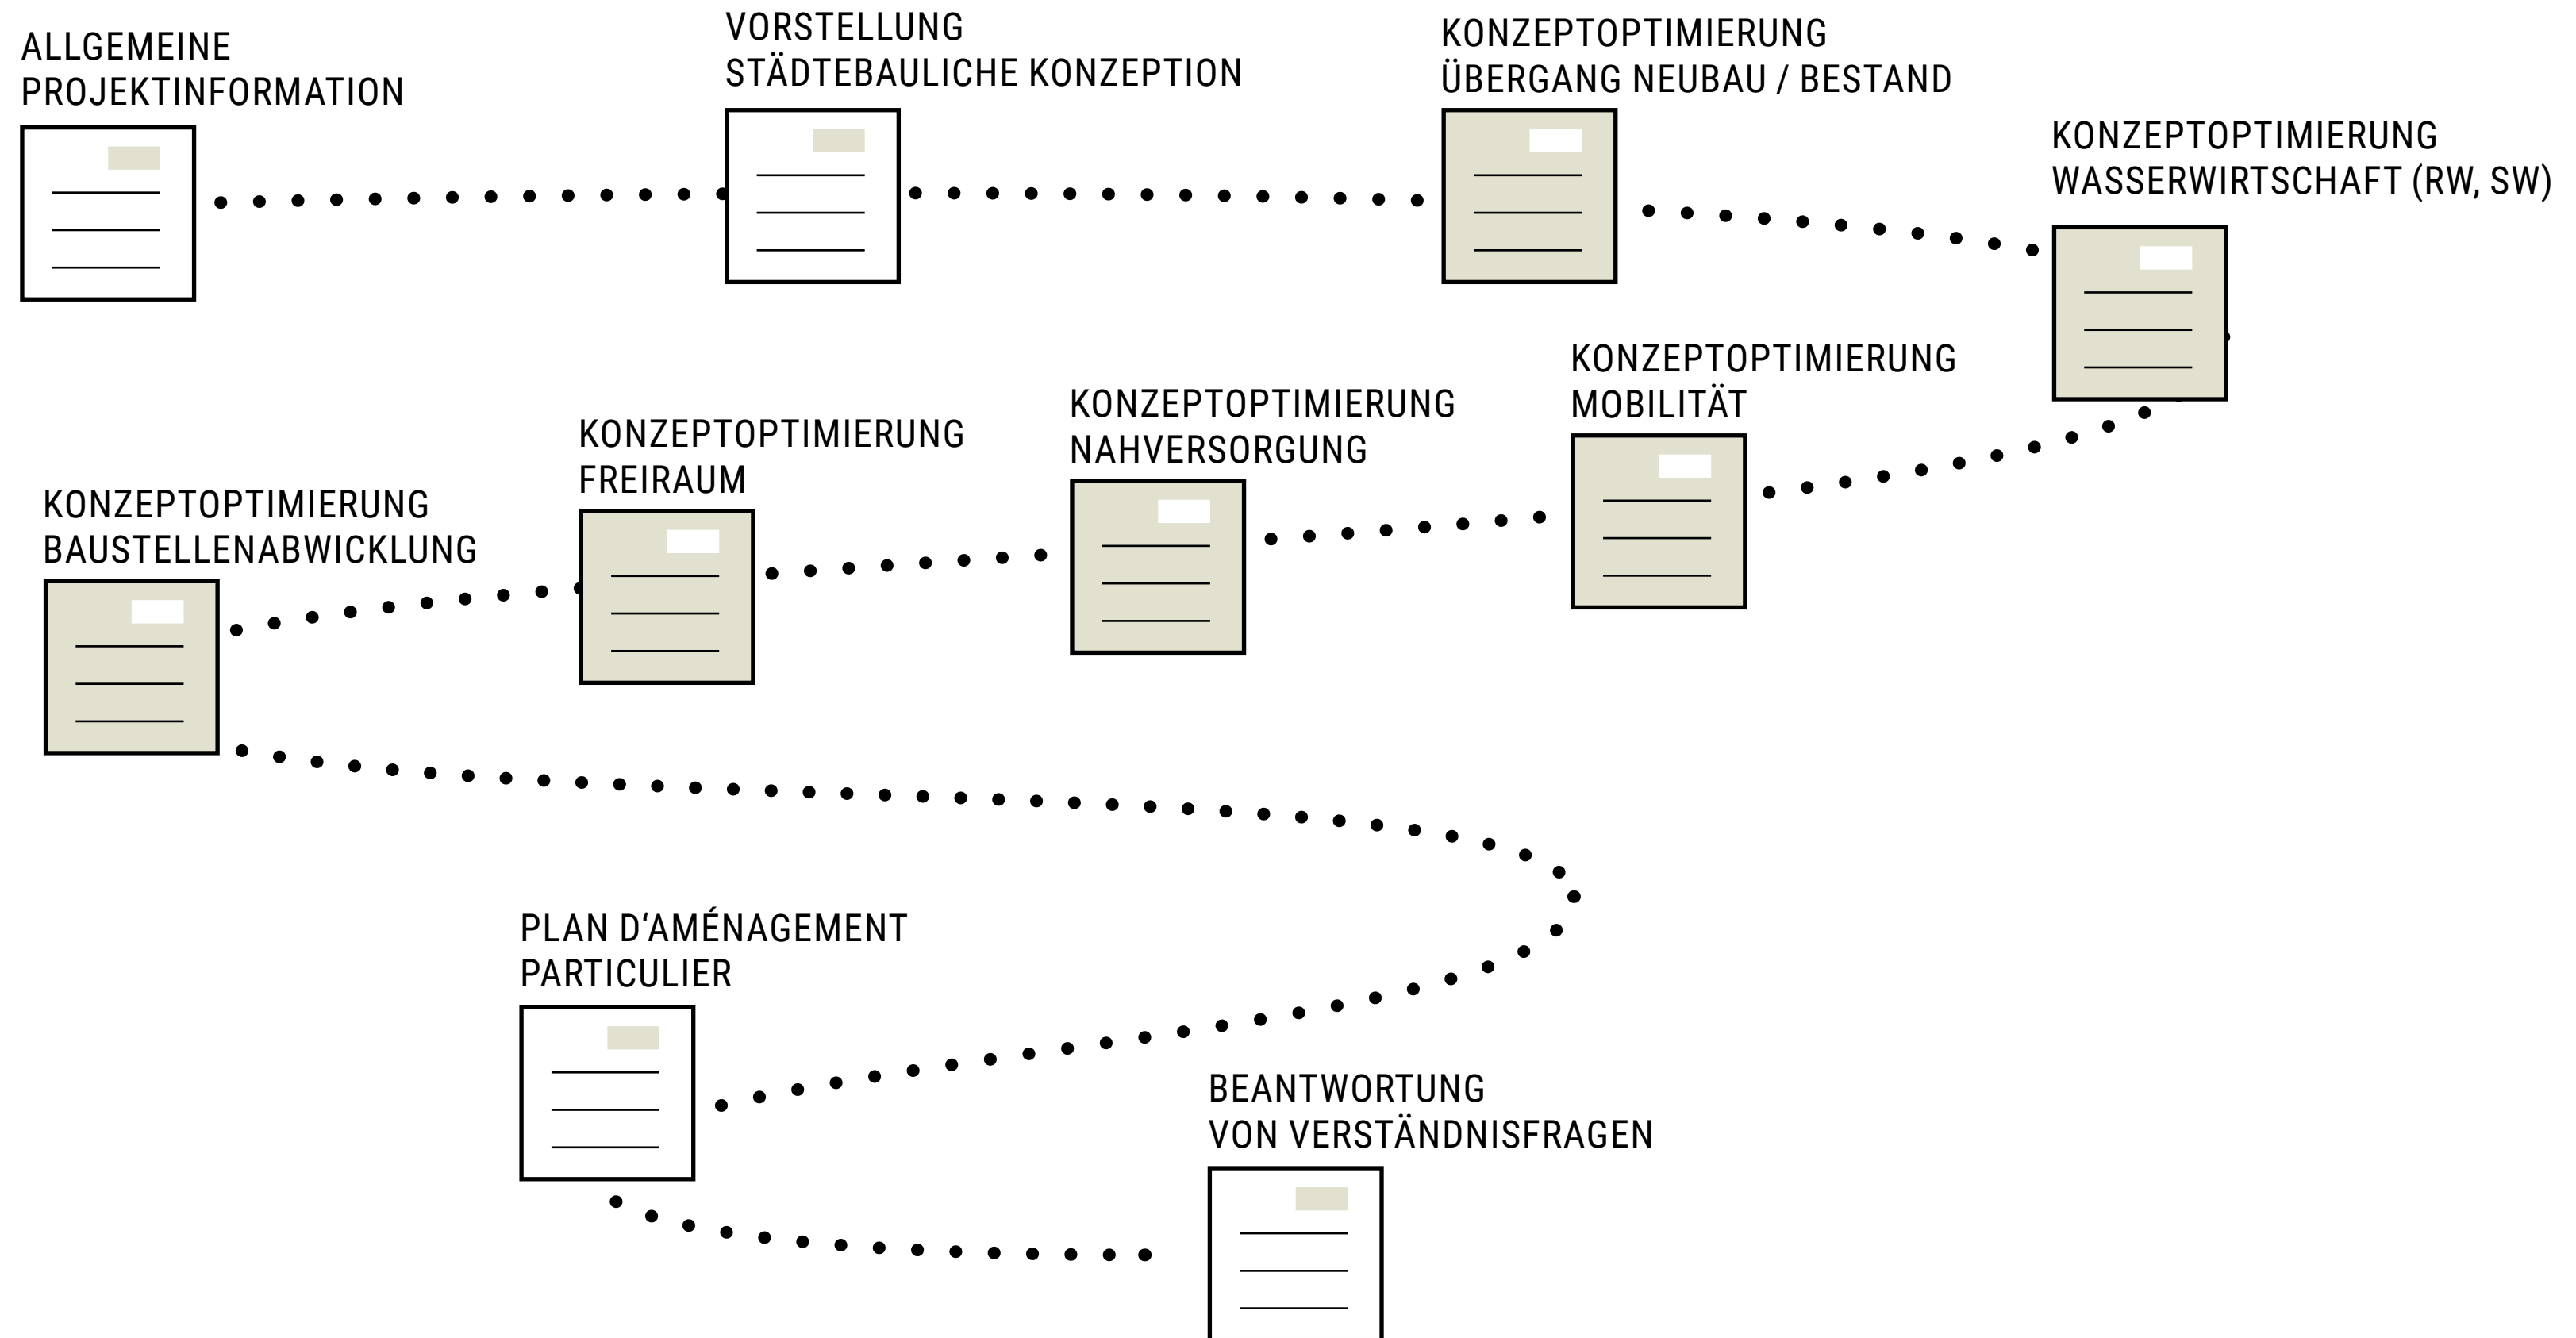 ALLGEMEINE
PROJEKTINFORMATION
VORSTELLUNG
STÄDTEBAULICHE KONZEPTION
KONZEPTOPTIMIERUNG
ÜBERGANG NEUBAU / BESTAND
KONZEPTOPTIMIERUNG
WASSERWIRTSCHAFT (RW, SW)
KONZEPTOPTIMIERUNG
MOBILITÄT
KONZEPTOPTIMIERUNG
NAHVERSORGUNG
KONZEPTOPTIMIERUNG
FREIRAUM
KONZEPTOPTIMIERUNG
BAUSTELLENABWICKLUNG
PLAN D‘AMÉNAGEMENT
PARTICULIER
BEANTWORTUNG
VON VERSTÄNDNISFRAGEN